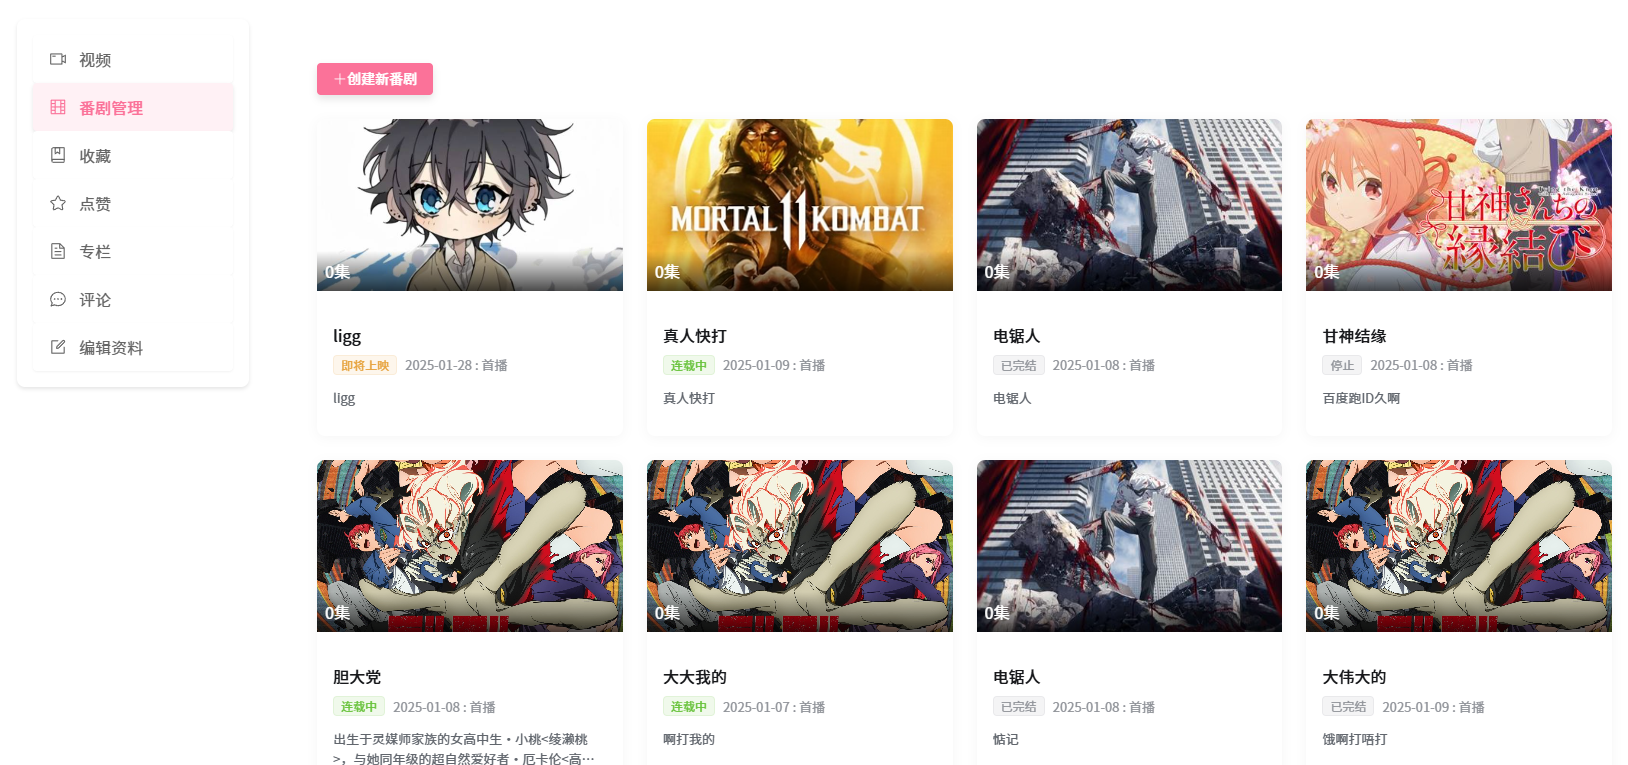 视频
番剧管理
收藏
点赞
专栏
评论
编辑资料
+创建新番剧
0集
ligg
即将上映 2025-01-28 : 首播
ligg
MORTAL 11 KOMBAT
0集
真人快打
连载中 2025-01-09 : 首播
真人快打
0集
电锯人
已完结 2025-01-08 : 首播
电锯人
甘神さんちの
縁結び
0集
甘神结缘
停止 2025-01-08 : 首播
百度跑ID久啊
0集
胆大党
连载中 2025-01-08 : 首播
出生于灵媒师家族的女高中生・小桃<绫濑桃
>，与她同年级的超自然爱好者・厄卡伦<高…
0集
大大我的
连载中 2025-01-07 : 首播
啊打我的
0集
电锯人
已完结 2025-01-08 : 首播
惦记
0集
大伟大的
已完结 2025-01-09 : 首播
饿啊打唔打